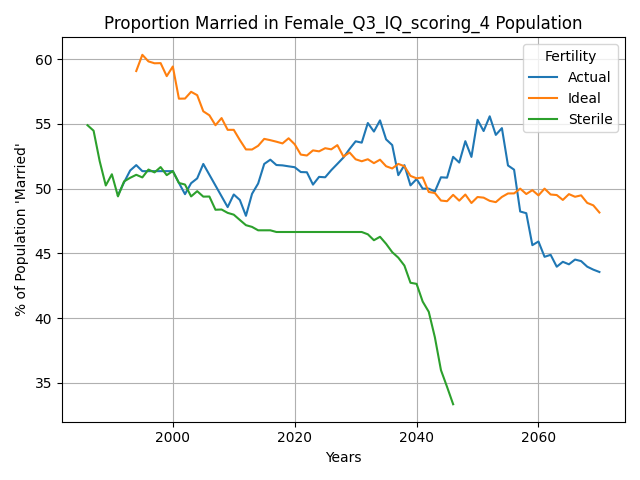 Proportion Married in Female_Q3_IQ_scoring_4 Population
% of Population 'Married'
60
55
50
45
40
35
2000
2020
2040
2060
Years
Fertility
Actual
Ideal
Sterile